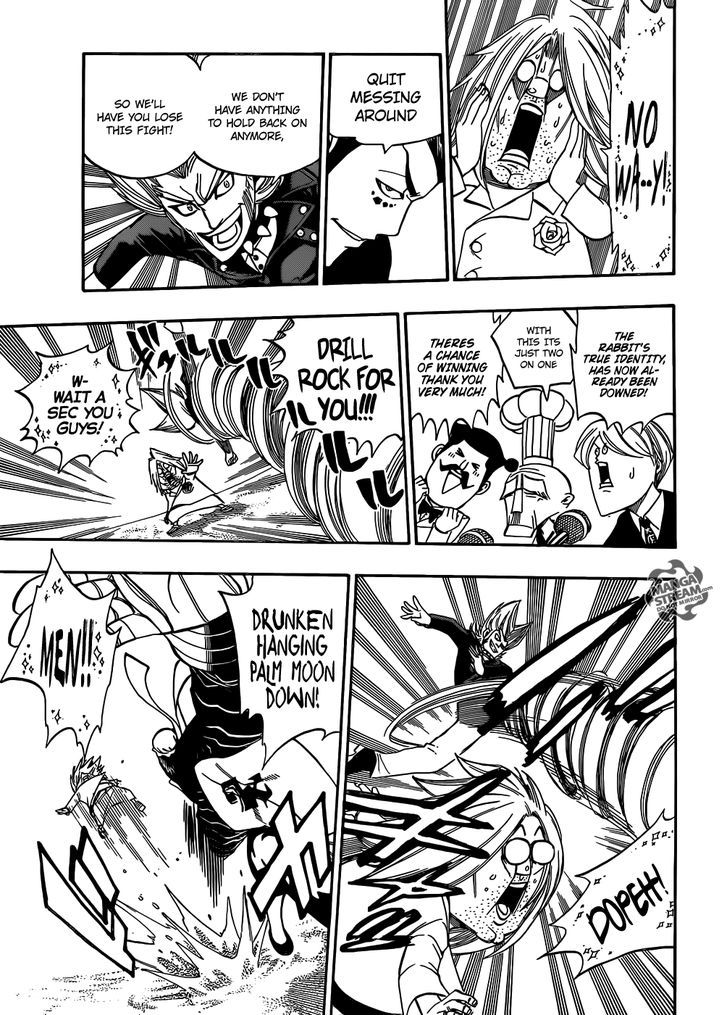 NO
WA--Y!
QUIT
MESSING
AROUND
WE DON'T
HAVE ANYTHING
TO HOLD BACK ON
ANYMORE,
SO WE'LL
HAVE YOU LOSE
THIS FIGHT!
THE
RABBIT'S
TRUE IDENTITY,
HAS NOW AL-
READY BEEN
DOWNED!
WITH
THIS ITS
JUST TWO
ON ONE
THERES
A CHANCE
OF WINNING
THANK YOU
VERY MUCH!
DRILL
ROCK FOR
YOU!!!
W-
WAIT A
SEC YOU
GUYS!
MANGA
STREAM.com
DOPEH!
DRUNKEN
HANGING
PALM MOON
DOWN!
MEN!!!